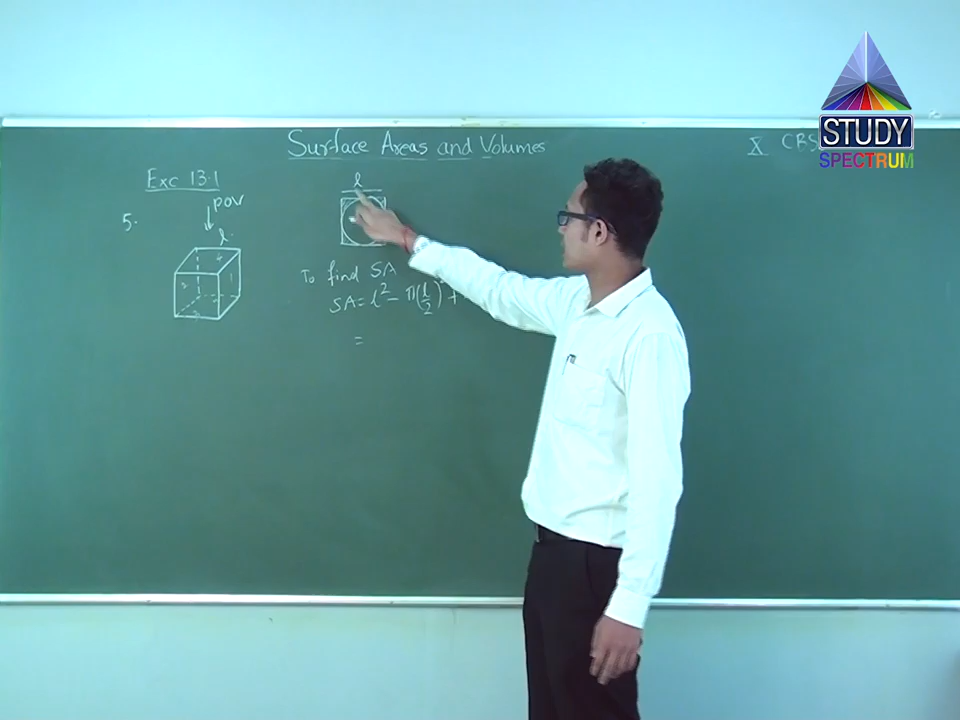 STUDY
SPECTRUM
Surface Areas and Volumes
X CBS
Exc 13.1
5.
pov
l
l
To find SA
SA = l² - π(l/2)² +
=